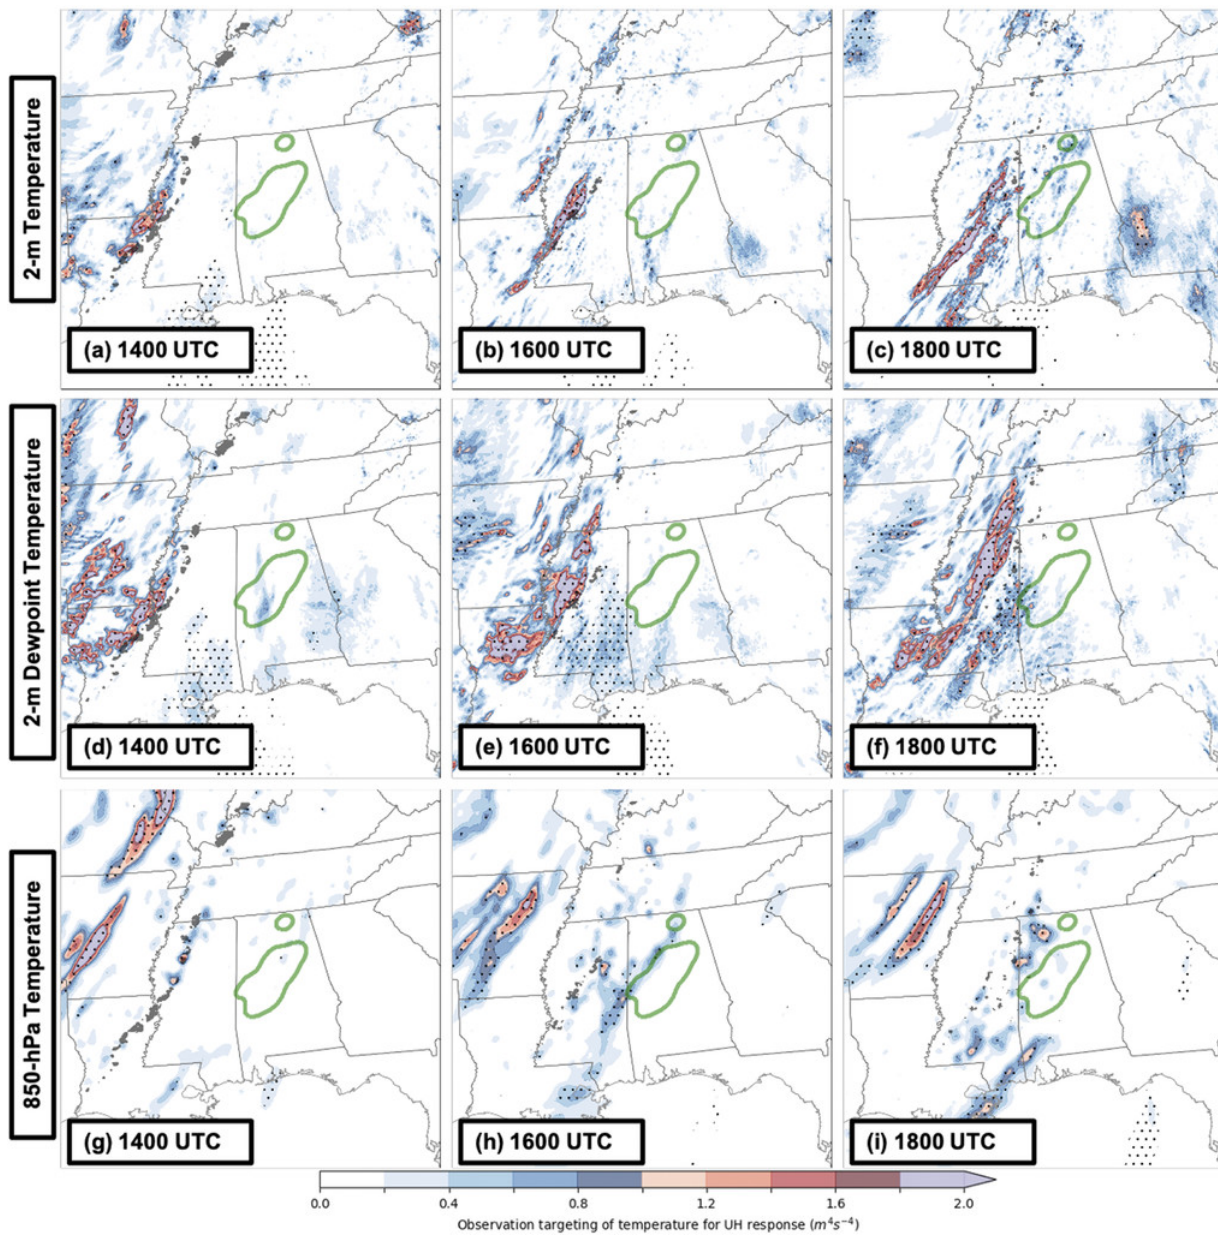 2-m Temperature
(a) 1400 UTC
(b) 1600 UTC
(c) 1800 UTC
2-m Dewpoint Temperature
(d) 1400 UTC
(e) 1600 UTC
(f) 1800 UTC
850-hPa Temperature
(g) 1400 UTC
(h) 1600 UTC
(i) 1800 UTC
0.0 0.4 0.8 1.2 1.6 2.0
Observation targeting of temperature for UH response (m⁴s⁻⁴)